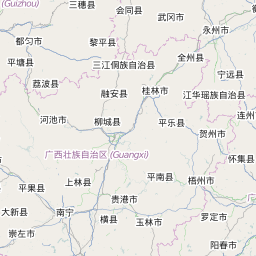 (Guizhou)
三穗县
会同县
武冈市
永州市
都匀市
黎平县
全州县
平塘县
三江侗族自治县
宁远县
荔波县
融安县
桂林市
江华瑶族自治县
连州
河池市
柳城县
平乐县
贺州市
广西壮族自治区 (Guangxi)
怀集县
平果县
上林县
平南县
梧州市
大新县
南宁
贵港市
横县
玉林市
罗定市
崇左市
阳春市